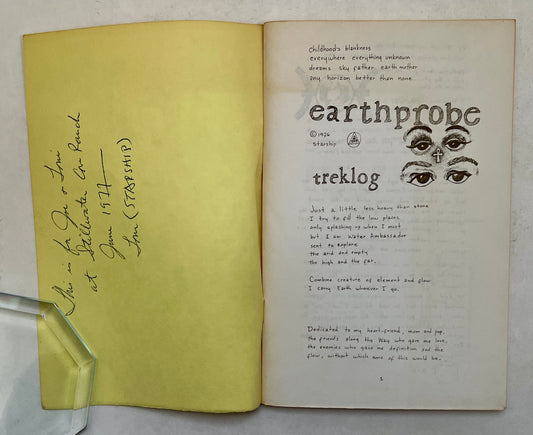 This is for Joe & Toni
at Stillwater Cove Ranch
June 1977
Tom (STARSHIP)
Childhood's blankness
everywhere everything unknown
dreams sky father earth mother
any horizon better than none
earthprobe
©1976
starship
treklog
Just a little less heavy than stone
I try to fill the low places
only splashing up when I must
but I am Water Ambassador
sent to explore
the arid and empty
the high and the far.
Combine creature of element and flow
I carry Earth wherever I go.
Dedicated to my heart-friend, mom and pop,
the friends along the Way who gave me love,
the enemies who gave me definition and the
flow, without which none of this would be.
1